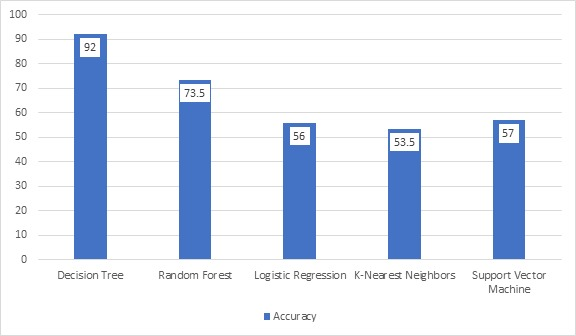 100
90
80
70
60
50
40
30
20
10
0
92
73.5
56
53.5
57
Decision Tree
Random Forest
Logistic Regression
K-Nearest Neighbors
Support Vector
Machine
Accuracy